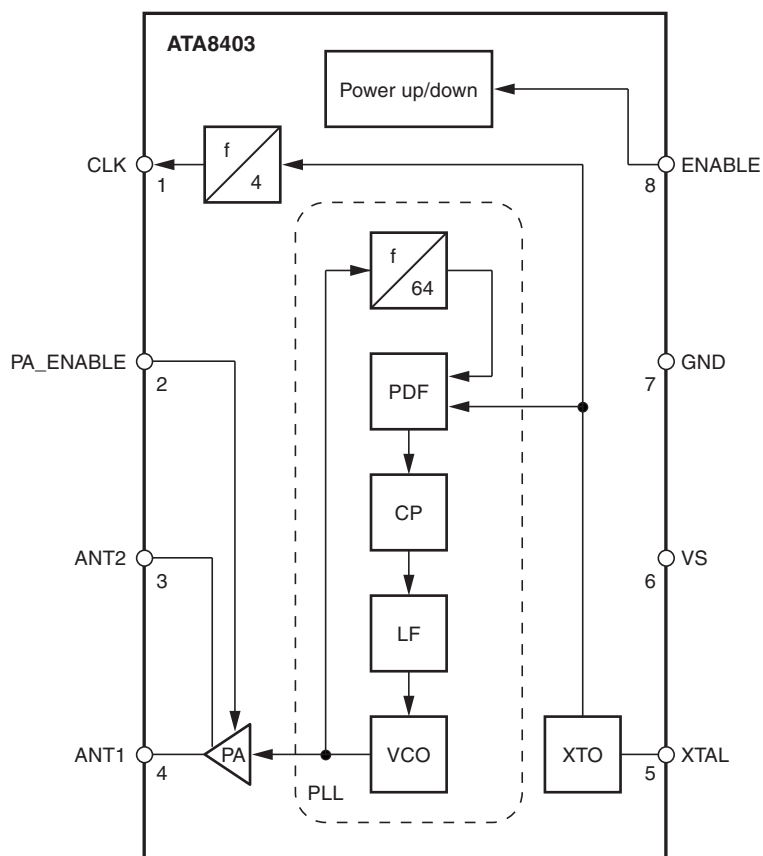 ATA8403
Power up/down
CLK
1
f
4
ENABLE
8
f
64
PA_ENABLE
2
PDF
GND
7
CP
ANT2
3
VS
6
LF
ANT1
4
PA
VCO
XTO
XTAL
5
PLL